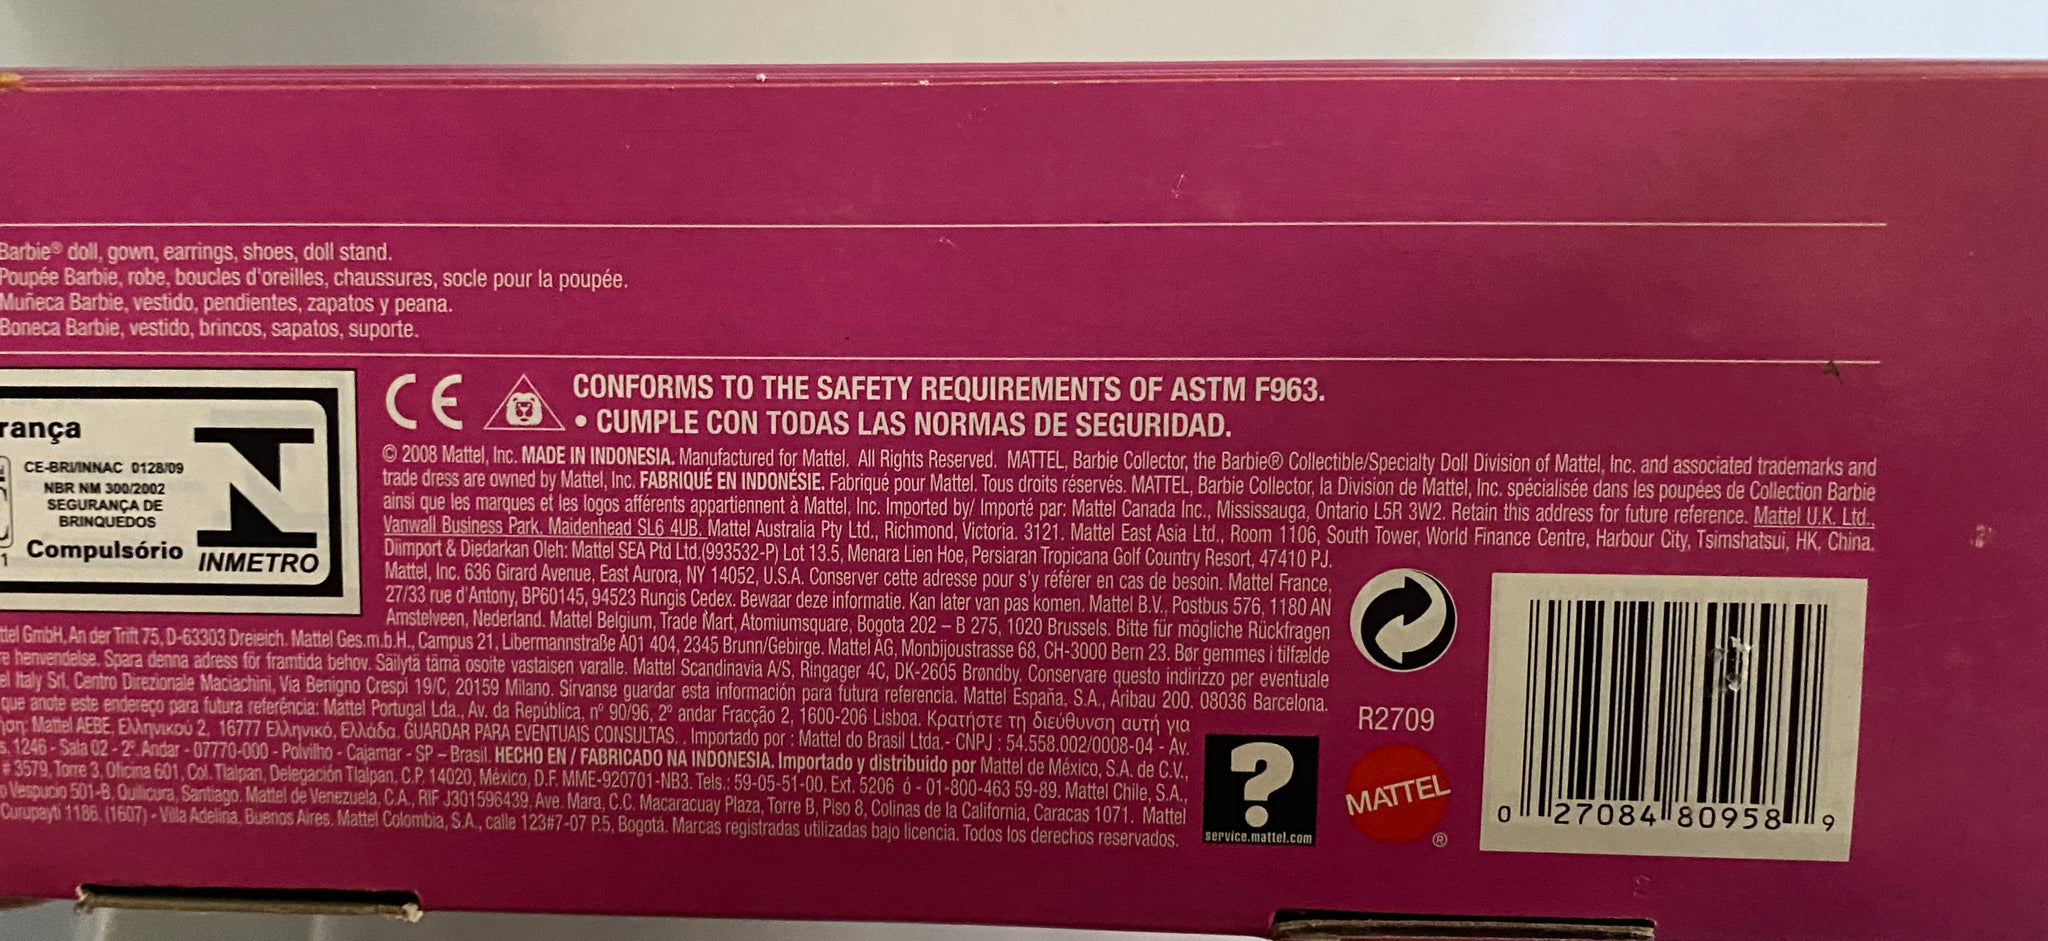 Barbie® doll, gown, earrings, shoes, doll stand.
Poupée Barbie, robe, boucles d'oreilles, chaussures, socle pour la poupée.
Muñeca Barbie, vestido, pendientes, zapatos y peana.
Boneca Barbie, vestido, brincos, sapatos, suporte.
rança
CE-BRI/INNAC 0128/09
NBR NM 300/2002
SEGURANÇA DE
BRINQUEDOS
Compulsório
INMETRO
CE
CONFORMS TO THE SAFETY REQUIREMENTS OF ASTM F963.
• CUMPLE CON TODAS LAS NORMAS DE SEGURIDAD.
© 2008 Mattel, Inc. MADE IN INDONESIA. Manufactured for Mattel. All Rights Reserved. MATTEL, Barbie Collector, the Barbie® Collectible/Specialty Doll Division of Mattel, Inc. and associated trademarks and
trade dress are owned by Mattel, Inc. FABRIQUÉ EN INDONÉSIE. Fabriqué pour Mattel. Tous droits réservés. MATTEL, Barbie Collector, la Division de Mattel, Inc. spécialisée dans les poupées de Collection Barbie
ainsi que les marques et les logos afférents appartiennent à Mattel, Inc. Imported by/ Importé par: Mattel Canada Inc., Mississauga, Ontario L5R 3W2. Retain this address for future reference. Mattel U.K. Ltd.,
Vanwall Business Park, Maidenhead SL6 4UB. Mattel Australia Pty Ltd., Richmond, Victoria. 3121. Mattel East Asia Ltd., Room 1106, South Tower, World Finance Centre, Harbour City, Tsimshatsui, HK, China.
Diimport & Diedarkan Oleh: Mattel SEA Ptd Ltd.(993532-P) Lot 13.5, Menara Lien Hoe, Persiaran Tropicana Golf Country Resort, 47410 PJ.
Mattel, Inc. 636 Girard Avenue, East Aurora, NY 14052, U.S.A. Conserver cette adresse pour s'y référer en cas de besoin. Mattel France,
27/33 rue d'Antony, BP60145, 94523 Rungis Cedex. Bewaar deze informatie. Kan later van pas komen. Mattel B.V., Postbus 576, 1180 AN
Amstelveen, Nederland. Mattel Belgium, Trade Mart, Atomiumsquare, Bogota 202 – B 275, 1020 Brussels. Bitte für mögliche Rückfragen
ttel GmbH, An der Trift 75, D-63303 Dreieich. Mattel Ges.m.b.H., Campus 21, Libermannstraße A01 404, 2345 Brunn/Gebirge. Mattel AG, Monbijoustrasse 68, CH-3000 Bern 23. Bør gemmes i tilfælde
re henvendelse. Spara denna adress för framtida behov. Säilytä tämä osoite vastaisen varalle. Mattel Scandinavia A/S, Ringager 4C, DK-2605 Brøndby. Conservare questo indirizzo per eventuale
el Italy Srl, Centro Direzionale Maciachini, Via Benigno Crespi 19/C, 20159 Milano. Sírvanse guardar esta información para futura referencia. Mattel España, S.A., Aribau 200. 08036 Barcelona.
que anote este endereço para futura referência: Mattel Portugal Lda., Av. da República, nº 90/96, 2º andar Fracção 2, 1600-206 Lisboa. Κρατήστε τη διεύθυνση αυτή για
Mattel AEBE, Ελληνικού 2, 16777 Ελληνικό, Ελλάδα. GUARDAR PARA EVENTUAIS CONSULTAS. . Importado por : Mattel do Brasil Ltda.- CNPJ : 54.558.002/0008-04 - Av.
s, 1246 - Sala 02 - 2º Andar - 07770-000 - Polvilho - Cajamar - SP – Brasil. HECHO EN / FABRICADO NA INDONESIA. Importado y distribuido por Mattel de México, S.A. de C.V.,
# 3579, Torre 3, Oficina 601, Col. Tlalpan, Delegación Tlalpan, C.P. 14020, México, D.F. MME-920701-NB3. Tels.: 59-05-51-00. Ext. 5206 ó - 01-800-463 59-89. Mattel Chile, S.A.,
Vespucio 501-B, Quilicura, Santiago. Mattel de Venezuela, C.A., RIF J301596439, Ave. Mara, C.C. Macaracuay Plaza, Torre B, Piso 8, Colinas de la California, Caracas 1071. Mattel
Curupaytí 1186, (1607) - Villa Adelina, Buenos Aires. Mattel Colombia, S.A., calle 123#7-07 P.5, Bogotá. Marcas registradas utilizadas bajo licencia. Todos los derechos reservados.
?
service.mattel.com
R2709
MATTEL
®
0 27084 80958 9